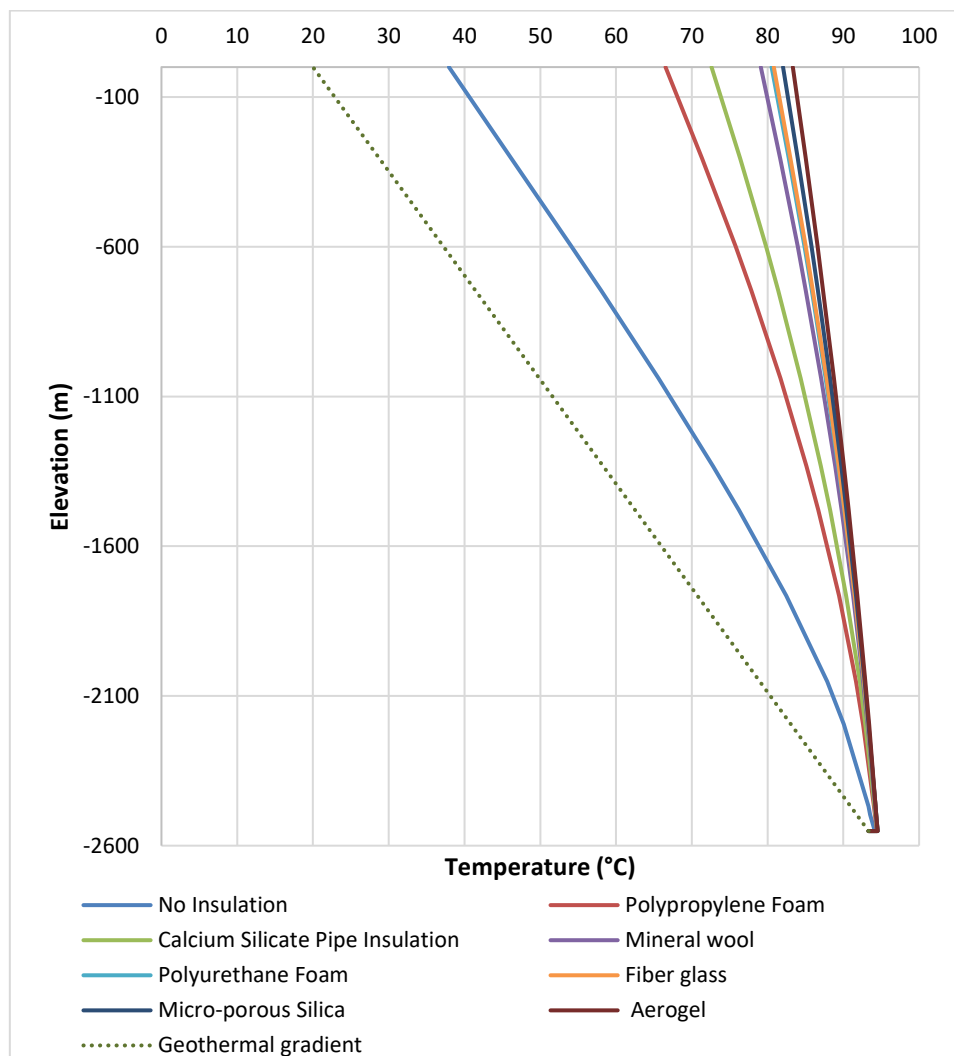 0 10 20 30 40 50 60 70 80 90 100
-100
-600
-1100
-1600
-2100
-2600
Elevation (m)
Temperature (°C)
No Insulation Polypropylene Foam
Calcium Silicate Pipe Insulation Mineral wool
Polyurethane Foam Fiber glass
Micro-porous Silica Aerogel
Geothermal gradient